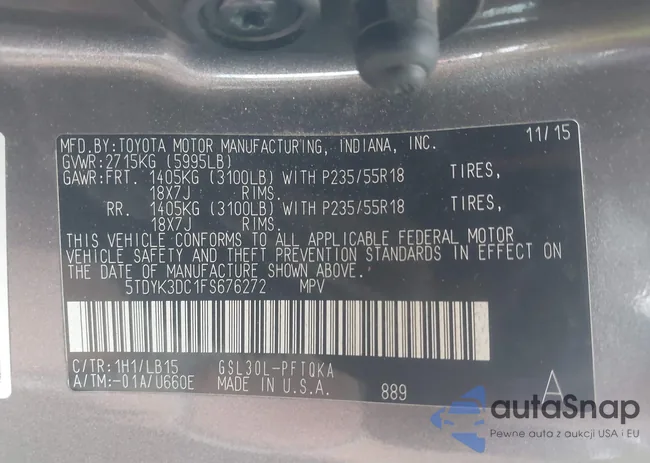 MFD.BY:TOYOTA MOTOR MANUFACTURING, INDIANA, INC. 11/15
GVWR:2715KG (5995LB)
GAWR:FRT. 1405KG (3100LB) WITH P235/55R18 TIRES,
18X7J RIMS.
RR. 1405KG (3100LB) WITH P235/55R18 TIRES,
18X7J RIMS.
THIS VEHICLE CONFORMS TO ALL APPLICABLE FEDERAL MOTOR
VEHICLE SAFETY AND THEFT PREVENTION STANDARDS IN EFFECT ON
THE DATE OF MANUFACTURE SHOWN ABOVE.
5TDYK3DC1FS676272 MPV
C/TR:1H1/LB15 GSL30L-PFTQKA
A/TM:-01A/U660E MADE IN U.S.A. 889 A
autaSnap
Pewne auta z aukcji USA i EU